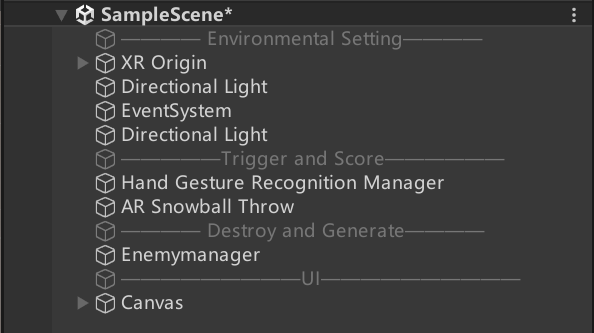 SampleScene*
—————— Environmental Setting——————
XR Origin
Directional Light
EventSystem
Directional Light
———————Trigger and Score————————
Hand Gesture Recognition Manager
AR Snowball Throw
—————— Destroy and Generate——————
Enemymanager
—————————————UI——————————————
Canvas